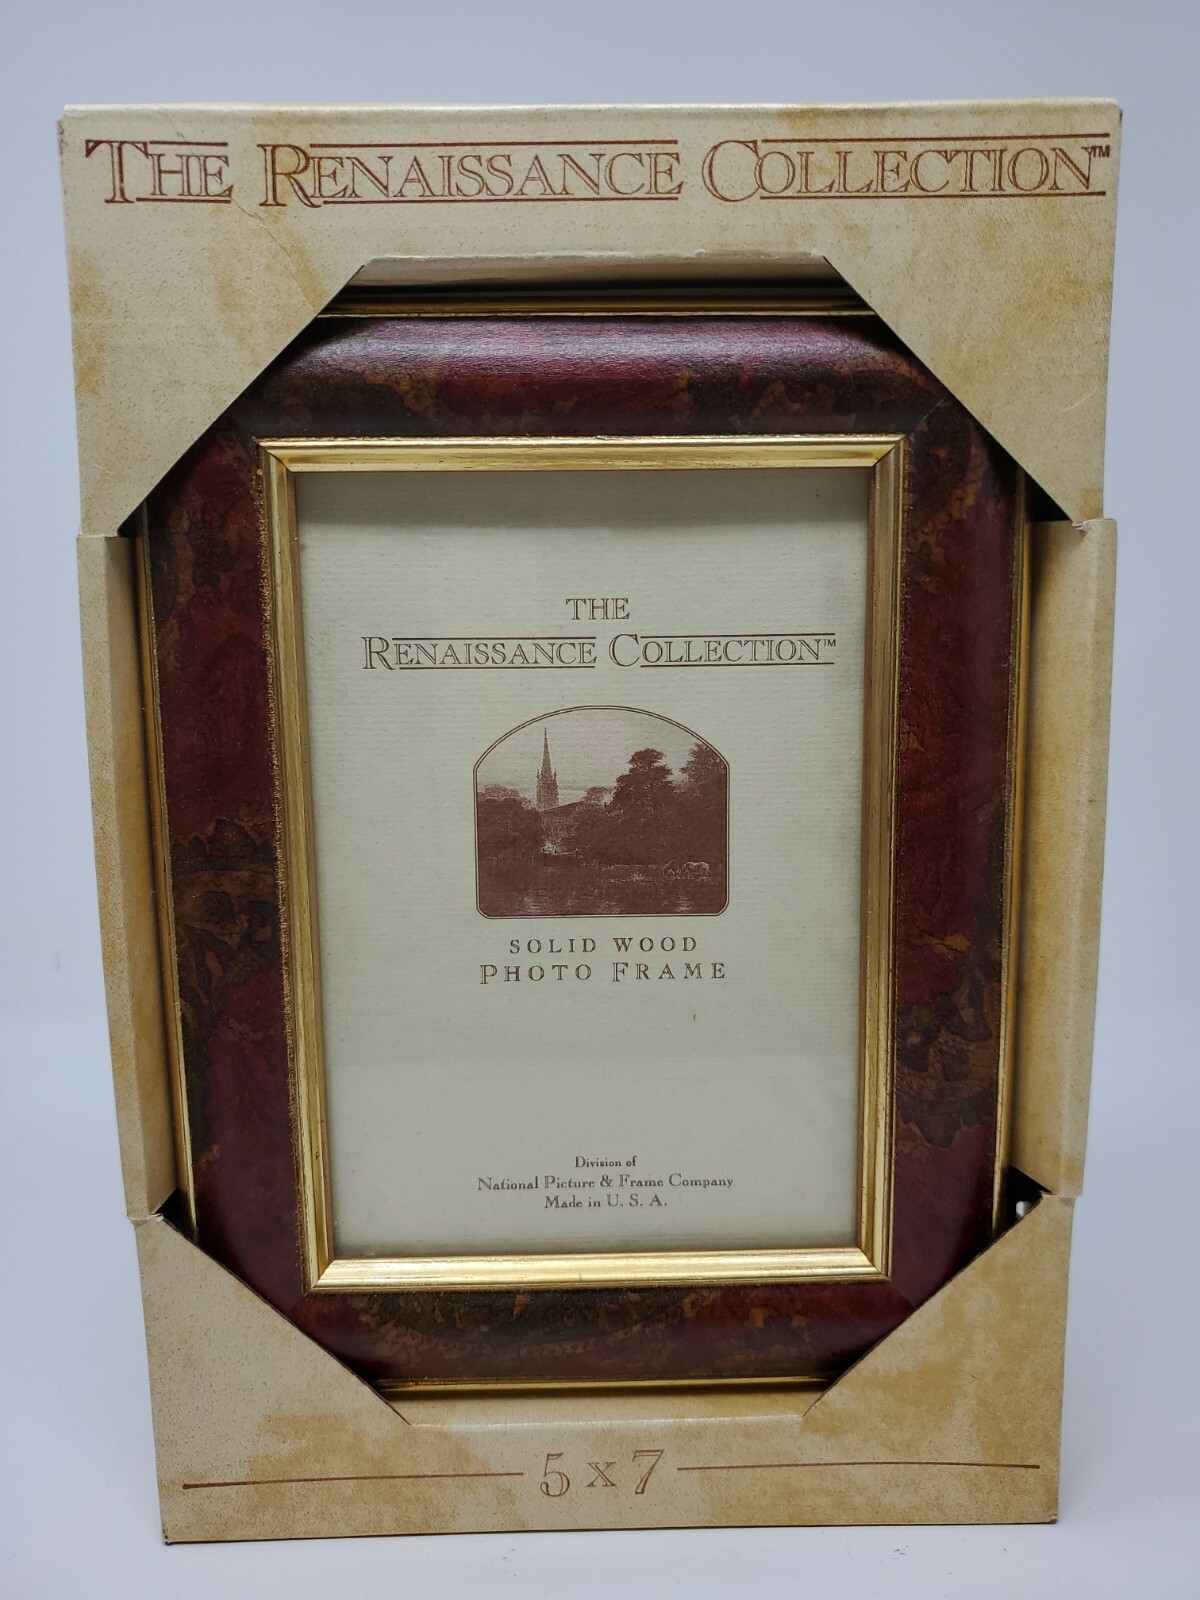 THE RENAISSANCE COLLECTION™
THE
RENAISSANCE COLLECTION™
SOLID WOOD
PHOTO FRAME
Division of
National Picture & Frame Company
Made in U. S. A.
5 x 7